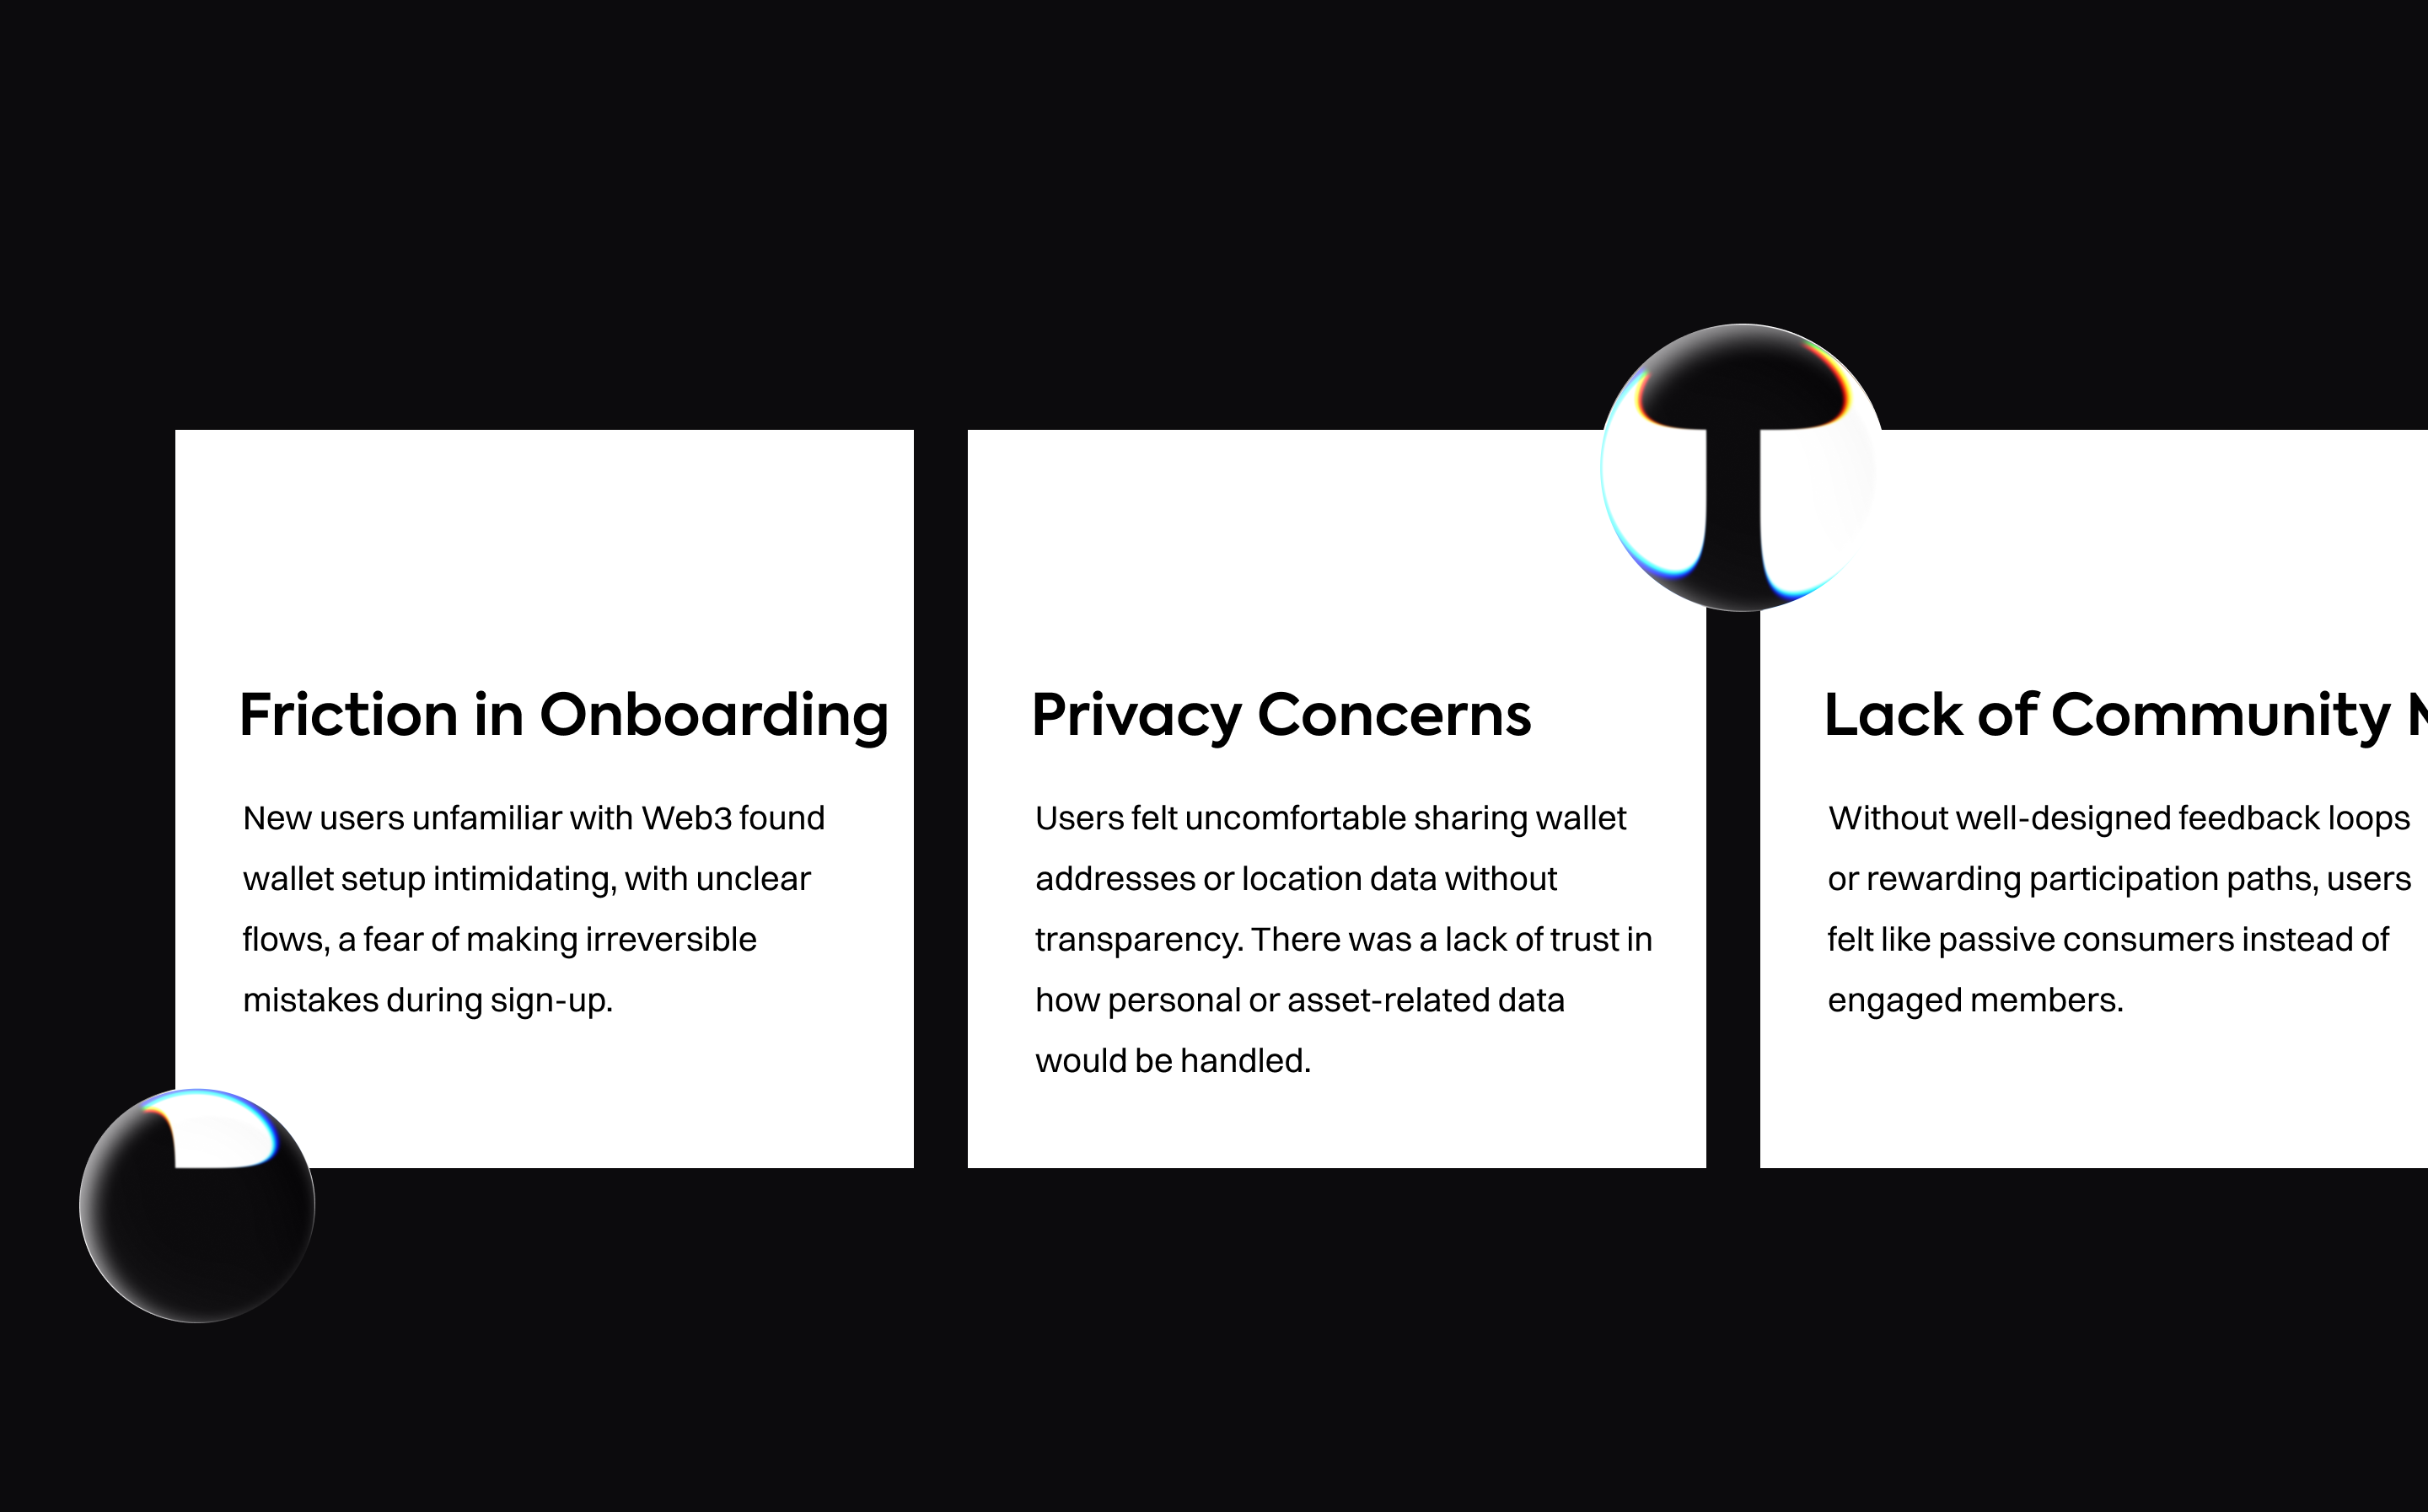 Friction in Onboarding
New users unfamiliar with Web3 found
wallet setup intimidating, with unclear
flows, a fear of making irreversible
mistakes during sign-up.
Privacy Concerns
Users felt uncomfortable sharing wallet
addresses or location data without
transparency. There was a lack of trust in
how personal or asset-related data
would be handled.
Lack of Community
Without well-designed feedback loops
or rewarding participation paths, users
felt like passive consumers instead of
engaged members.